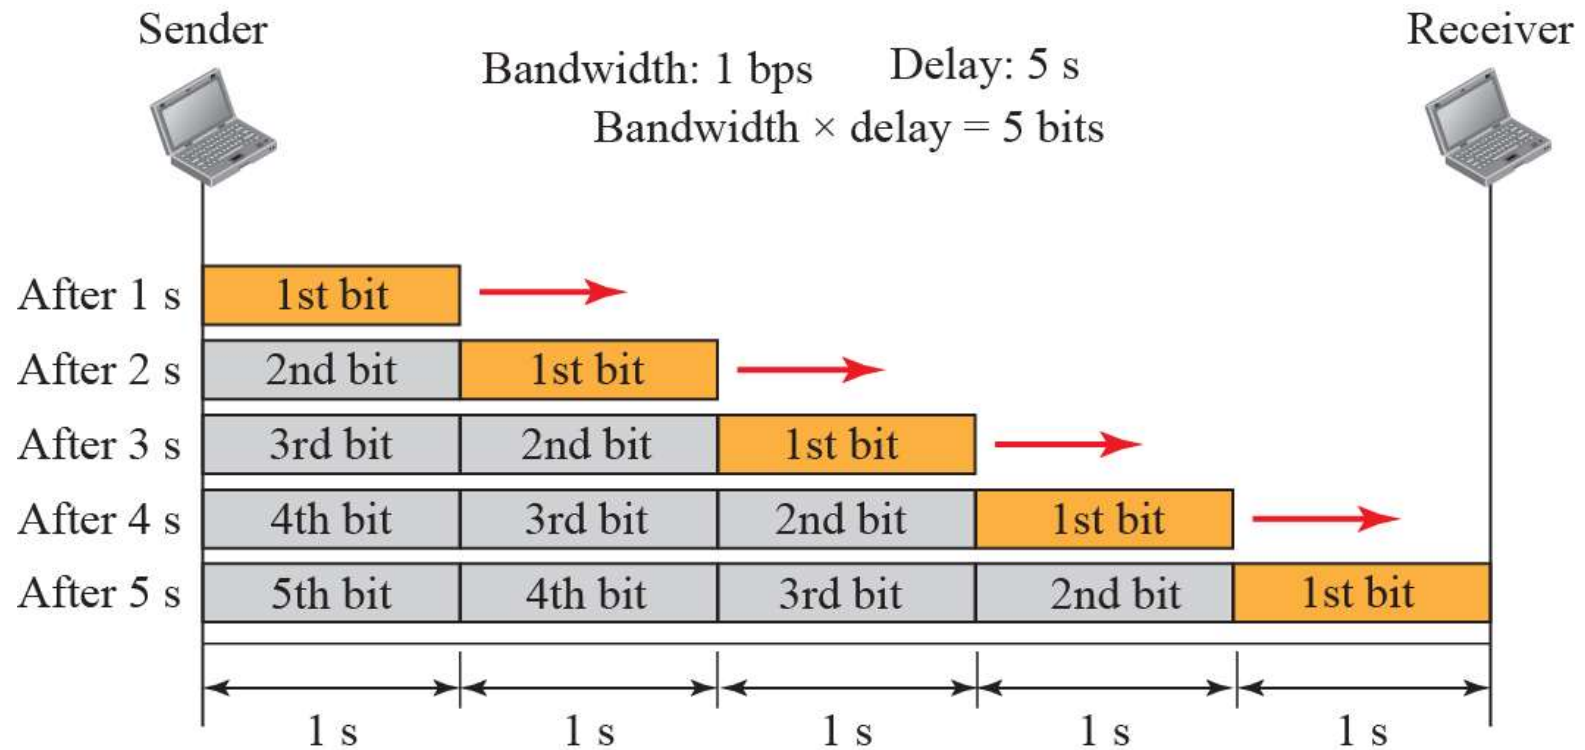 Sender
Receiver
Bandwidth: 1 bps Delay: 5 s
Bandwidth × delay = 5 bits
After 1 s 1st bit
After 2 s 2nd bit 1st bit
After 3 s 3rd bit 2nd bit 1st bit
After 4 s 4th bit 3rd bit 2nd bit 1st bit
After 5 s 5th bit 4th bit 3rd bit 2nd bit 1st bit
1 s 1 s 1 s 1 s 1 s